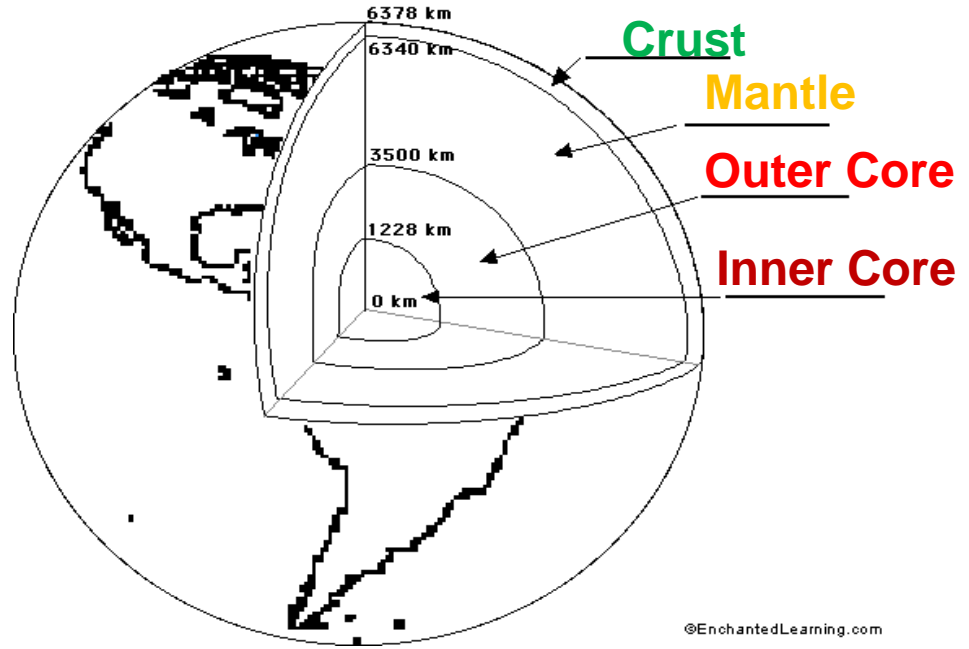 6378 km
Crust
6340 km
Mantle
3500 km
Outer Core
1228 km
Inner Core
0 km
©EnchantedLearning.com